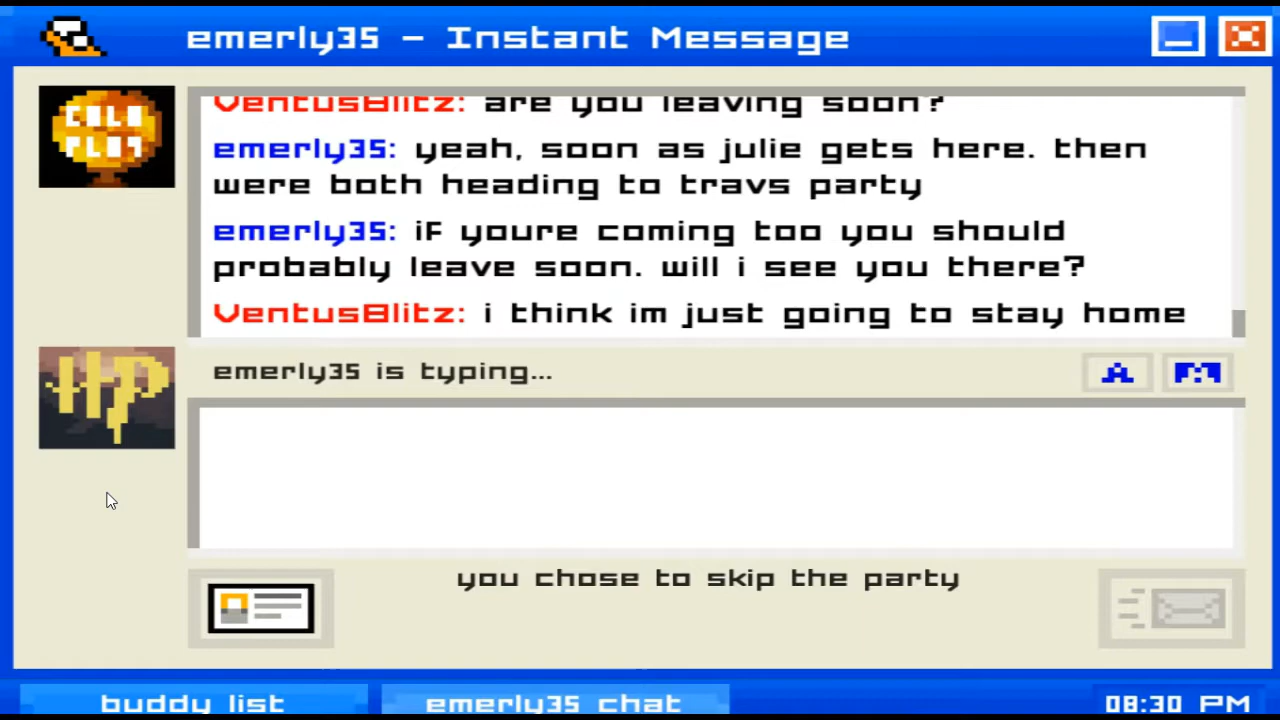 emerly35 - Instant Message
COLD
PLAY
VentusBlitz: are you leaving soon?
emerly35: yeah, soon as julie gets here. then
were both heading to travs party
emerly35: if youre coming too you should
probably leave soon. will i see you there?
VentusBlitz: i think im just going to stay home
HP
emerly35 is typing...
A
you chose to skip the party
buddy list
emerly35 chat
08:30 PM